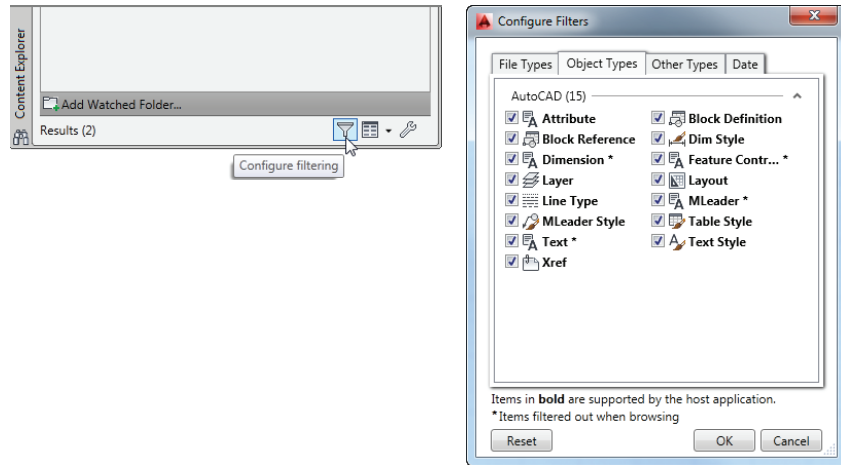 Content Explorer
Add Watched Folder...
Results (2)
Configure filtering
Configure Filters
File Types Object Types Other Types Date
AutoCAD (15)
Attribute Block Definition
Block Reference Dim Style
Dimension * Feature Contr... *
Layer Layout
Line Type MLeader *
MLeader Style Table Style
Text * Text Style
Xref
Items in bold are supported by the host application.
*Items filtered out when browsing
Reset OK Cancel